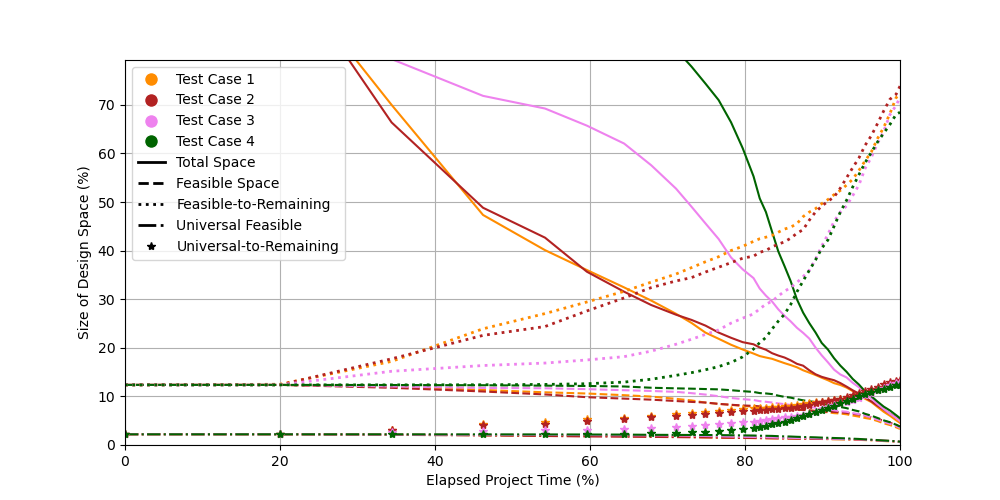 Test Case 1
Test Case 2
Test Case 3
Test Case 4
Total Space
Feasible Space
Feasible-to-Remaining
Universal Feasible
Universal-to-Remaining
Size of Design Space (%)
70
60
50
40
30
20
10
0
0 20 40 60 80 100
Elapsed Project Time (%)